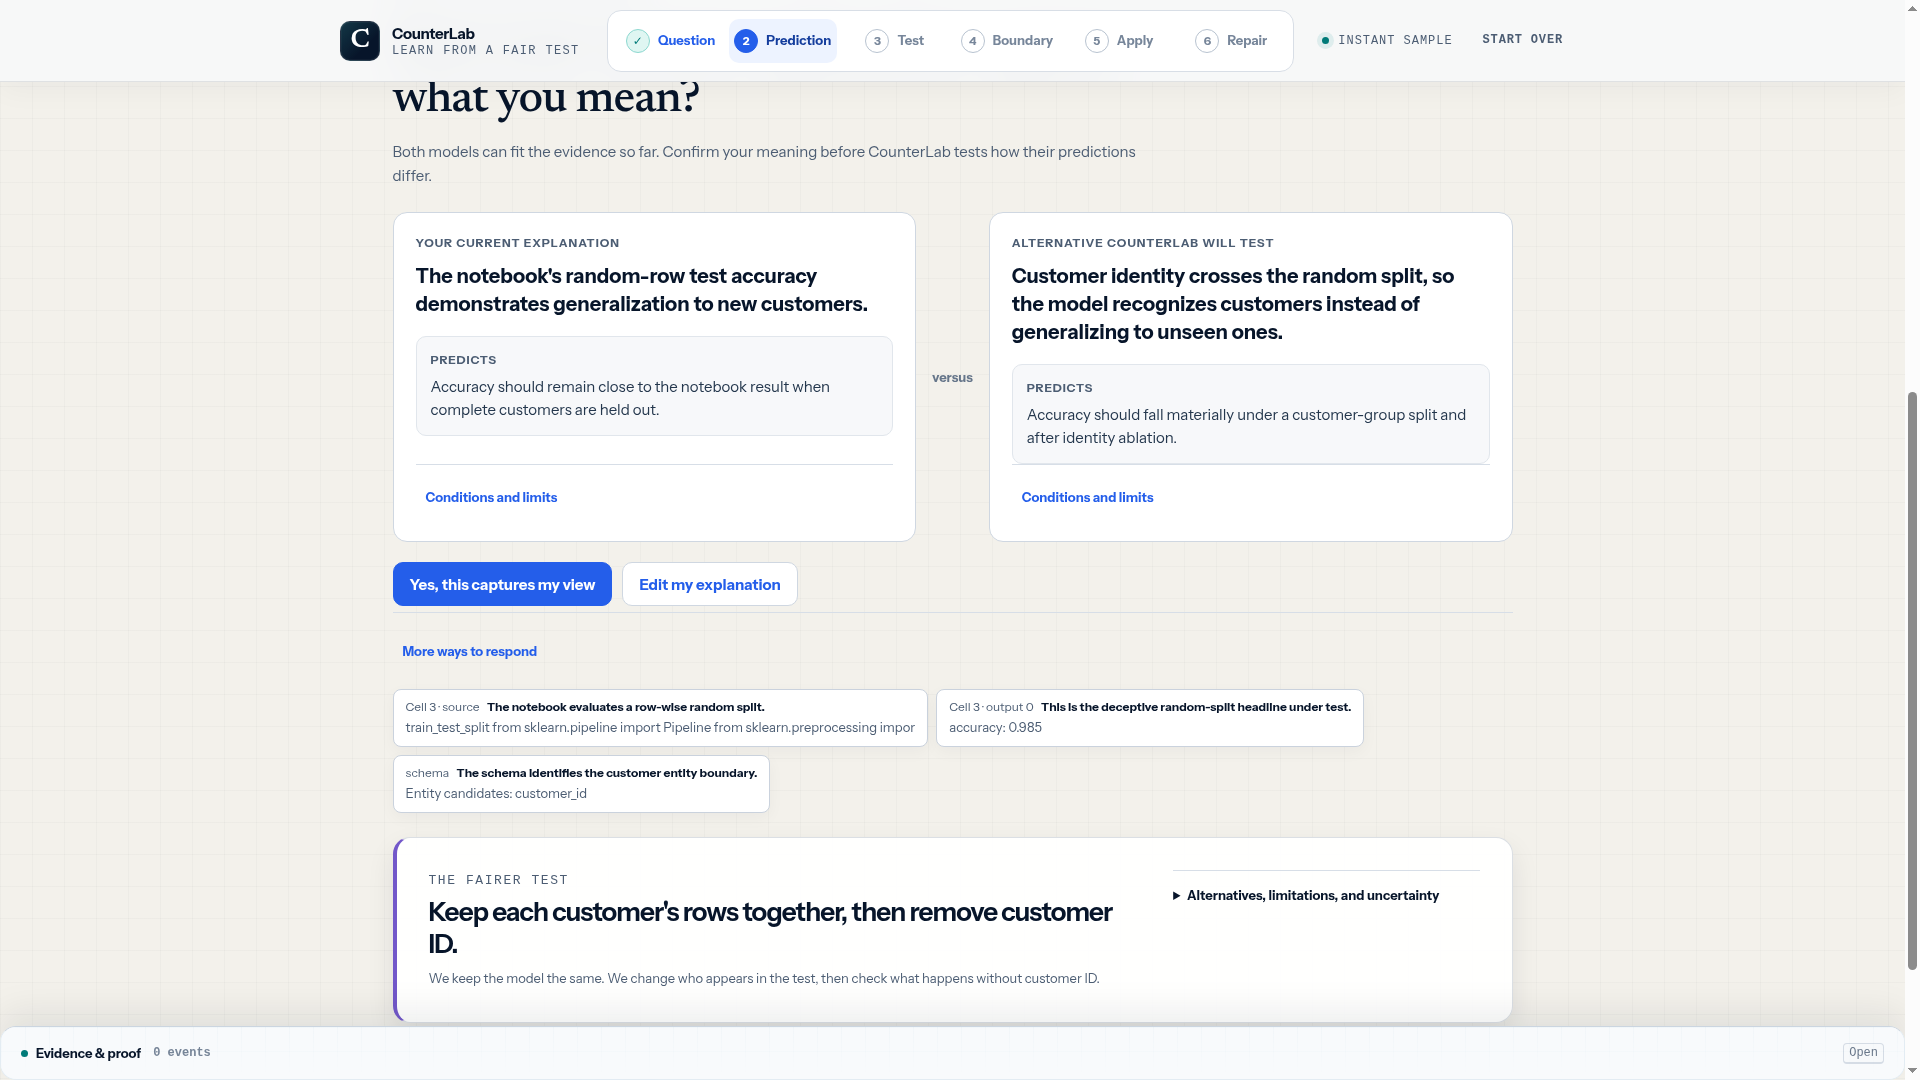 C
CounterLab
LEARN FROM A FAIR TEST
✓ Question
2 Prediction
3 Test
4 Boundary
5 Apply
6 Repair
INSTANT SAMPLE
START OVER
what you mean?
Both models can fit the evidence so far. Confirm your meaning before CounterLab tests how their predictions
differ.
YOUR CURRENT EXPLANATION
The notebook's random-row test accuracy
demonstrates generalization to new customers.
PREDICTS
Accuracy should remain close to the notebook result when
complete customers are held out.
Conditions and limits
versus
ALTERNATIVE COUNTERLAB WILL TEST
Customer identity crosses the random split, so
the model recognizes customers instead of
generalizing to unseen ones.
PREDICTS
Accuracy should fall materially under a customer-group split and
after identity ablation.
Conditions and limits
Yes, this captures my view
Edit my explanation
More ways to respond
Cell 3 · source The notebook evaluates a row-wise random split.
train_test_split from sklearn.pipeline import Pipeline from sklearn.preprocessing impor
Cell 3 · output 0 This is the deceptive random-split headline under test.
accuracy: 0.985
schema The schema identifies the customer entity boundary.
Entity candidates: customer_id
THE FAIRER TEST
Keep each customer's rows together, then remove customer
ID.
We keep the model the same. We change who appears in the test, then check what happens without customer ID.
Alternatives, limitations, and uncertainty
Evidence & proof 0 events
Open